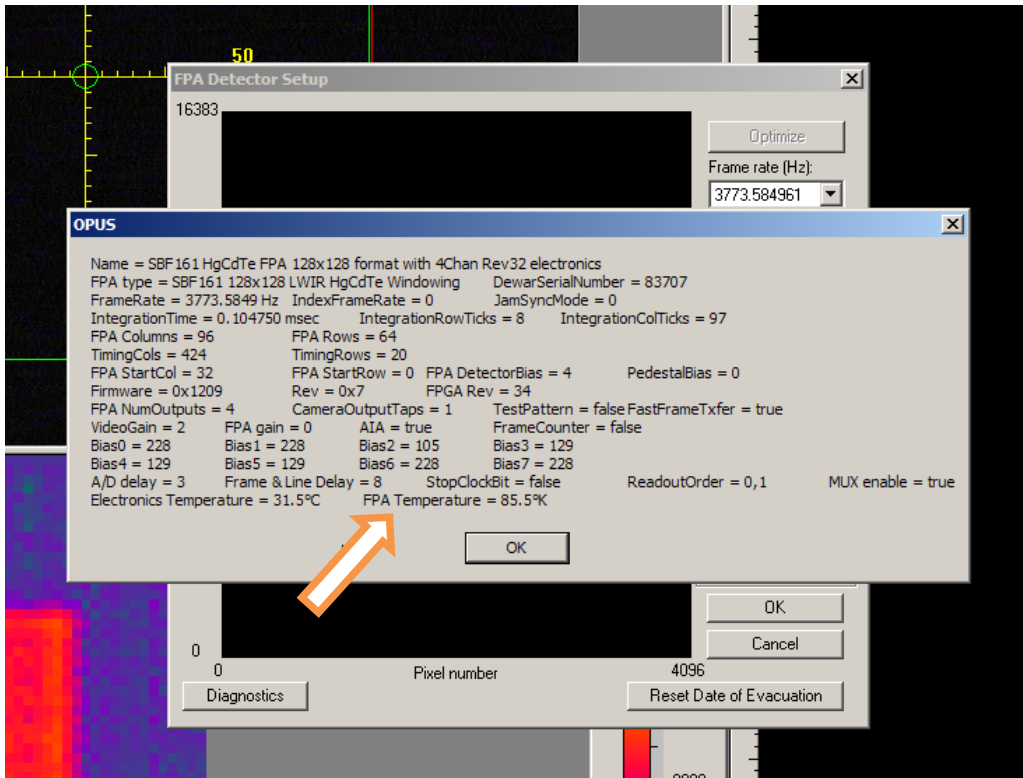 50
FPA Detector Setup
16383
Optimize
Frame rate (Hz):
3773.584961
OPUS
Name = SBF161 HgCdTe FPA 128x128 format with 4Chan Rev32 electronics
FPA type = SBF161 128x128 LWIR HgCdTe Windowing DewarSerialNumber = 83707
FrameRate = 3773.5849 Hz IndexFrameRate = 0 JamSyncMode = 0
IntegrationTime = 0.104750 msec IntegrationRowTicks = 8 IntegrationColTicks = 97
FPA Columns = 96 FPA Rows = 64
TimingCols = 424 TimingRows = 20
FPA StartCol = 32 FPA StartRow = 0 FPA DetectorBias = 4 PedestalBias = 0
Firmware = 0x1209 Rev = 0x7 FPGA Rev = 34
FPA NumOutputs = 4 CameraOutputTaps = 1 TestPattern = false FastFrameTxfer = true
VideoGain = 2 FPA gain = 0 AIA = true FrameCounter = false
Bias0 = 228 Bias1 = 228 Bias2 = 105 Bias3 = 129
Bias4 = 129 Bias5 = 129 Bias6 = 228 Bias7 = 228
A/D delay = 3 Frame & Line Delay = 8 StopClockBit = false ReadoutOrder = 0,1 MUX enable = true
Electronics Temperature = 31.5°C FPA Temperature = 85.5°K
OK
OK
Cancel
0
0 Pixel number 4096
Diagnostics Reset Date of Evacuation